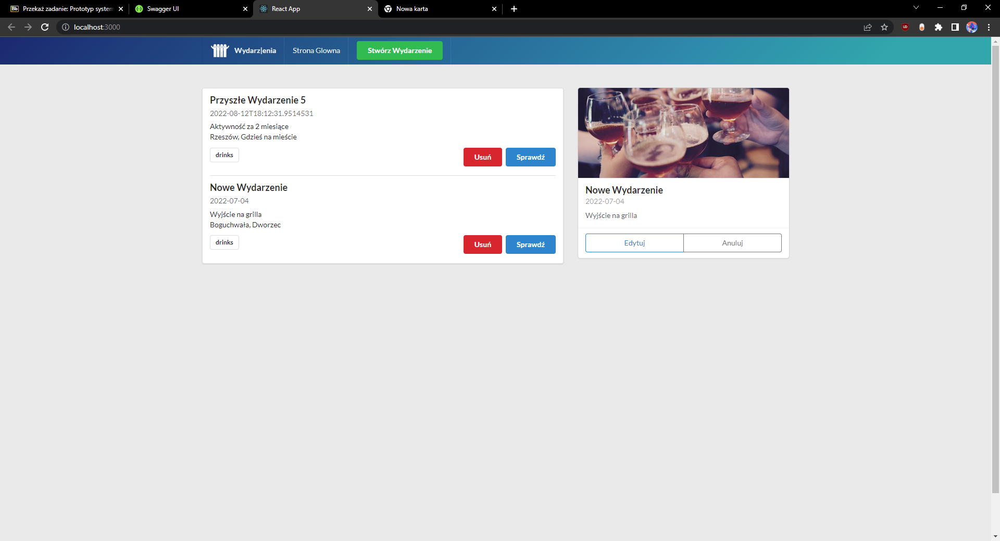 Bb Przekaż zadanie: Prototyp system
Swagger UI
React App
Nowa karta
localhost:3000
Wydarz|enia
Strona Glowna
Stwórz Wydarzenie
Przyszłe Wydarzenie 5
2022-08-12T18:12:31.9514531
Aktywność za 2 miesiące
Rzeszów, Gdzieś na mieście
drinks
Usuń
Sprawdź
Nowe Wydarzenie
2022-07-04
Wyjście na grilla
Boguchwała, Dworzec
drinks
Usuń
Sprawdź
Nowe Wydarzenie
2022-07-04
Wyjście na grilla
Edytuj
Anuluj